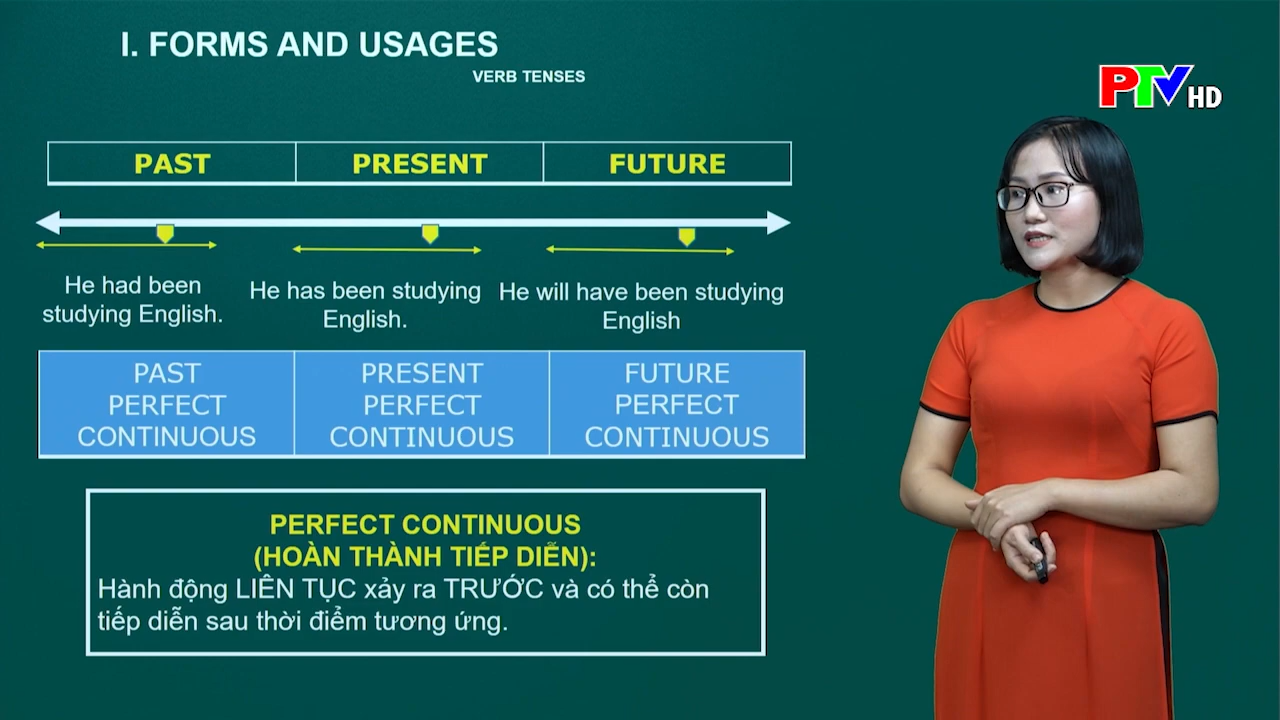 I. FORMS AND USAGES
VERB TENSES
PTV HD
PAST PRESENT FUTURE
He had been
studying English.
He has been studying
English.
He will have been studying
English
PAST
PERFECT
CONTINUOUS
PRESENT
PERFECT
CONTINUOUS
FUTURE
PERFECT
CONTINUOUS
PERFECT CONTINUOUS
(HOÀN THÀNH TIẾP DIỄN):
Hành động LIÊN TỤC xảy ra TRƯỚC và có thể còn
tiếp diễn sau thời điểm tương ứng.